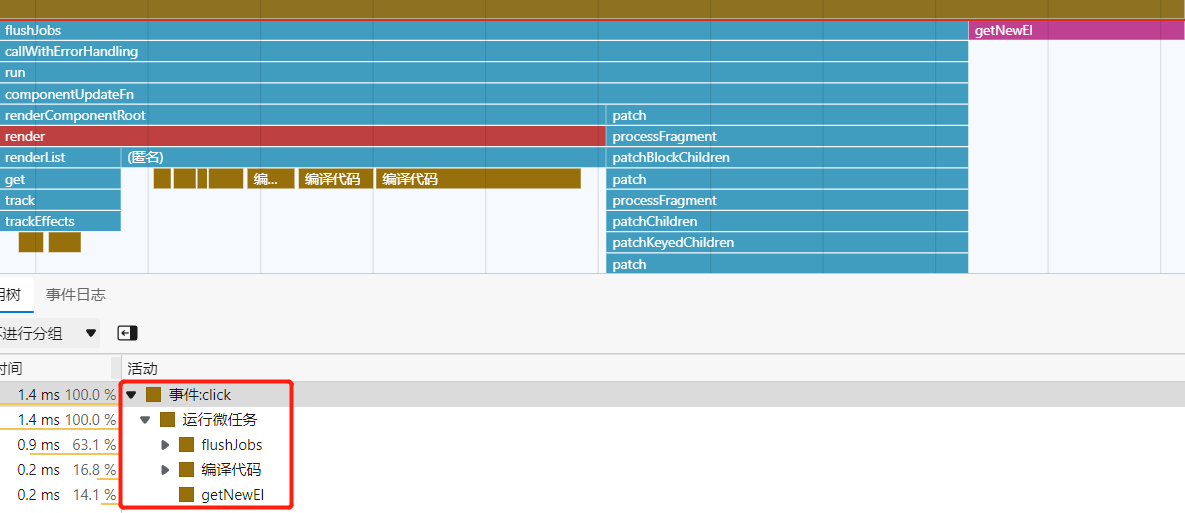 flushJobs getNewEl
callWithErrorHandling
run
componentUpdateFn
renderComponentRoot patch
render processFragment
renderList (匿名) patchBlockChildren
get 编... 编译代码 编译代码 patch
track processFragment
trackEffects patchChildren
patchKeyedChildren
patch
用树 事件日志
不进行分组
时间 活动
1.4 ms 100.0 % 事件:click
1.4 ms 100.0 % 运行微任务
0.9 ms 63.1 % flushJobs
0.2 ms 16.8 % 编译代码
0.2 ms 14.1 % getNewEl